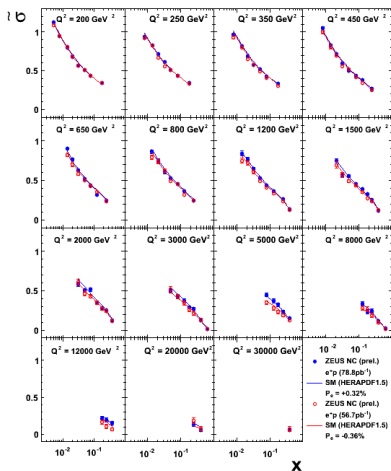 σ̃
Q² = 200 GeV² Q² = 250 GeV² Q² = 350 GeV² Q² = 450 GeV²
1
0.5
0
Q² = 650 GeV² Q² = 800 GeV² Q² = 1200 GeV² Q² = 1500 GeV²
1
0.5
0
Q² = 2000 GeV² Q² = 3000 GeV² Q² = 5000 GeV² Q² = 8000 GeV²
1
0.5
0
Q² = 12000 GeV² Q² = 20000 GeV² Q² = 30000 GeV² 10⁻² 10⁻¹
1
0.5
0
ZEUS NC (prel.)
e⁺p (78.8pb⁻¹)
SM (HERAPDF1.5)
Pₑ = +0.32%
ZEUS NC (prel.)
e⁺p (56.7pb⁻¹)
SM (HERAPDF1.5)
Pₑ = -0.36%
10⁻² 10⁻¹ 10⁻² 10⁻¹ 10⁻² 10⁻¹
x